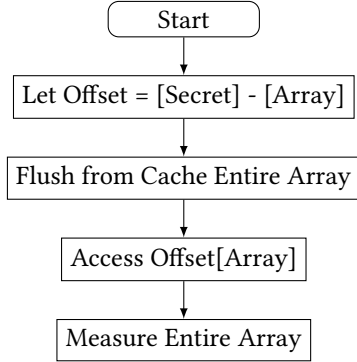 Start
Let Offset = [Secret] - [Array]
Flush from Cache Entire Array
Access Offset[Array]
Measure Entire Array